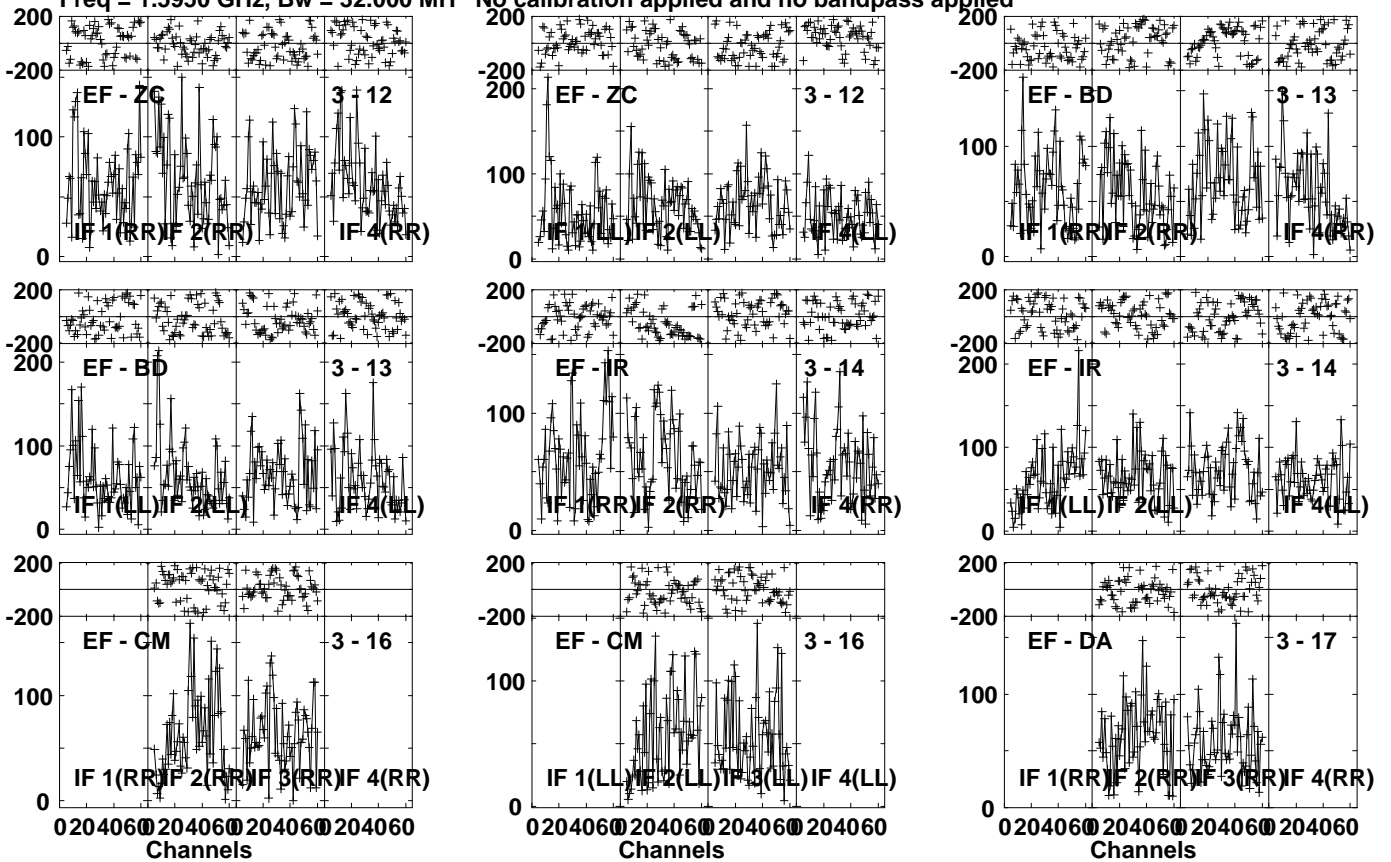 Freq = 1.5950 GHz, Bw = 32.000 MH No calibration applied and no bandpass applied
200
-200
EF - ZC 3 - 12
100
IF 1(RR) IF 2(RR) IF 4(RR)
0
200
-200
200
EF - ZC 3 - 12
100
IF 1(LL) IF 2(LL) IF 4(LL)
0
200
-200
EF - BD 3 - 13
100
IF 1(RR) IF 2(RR) IF 4(RR)
0
200
-200
200
EF - BD 3 - 13
100
IF 1(LL) IF 2(LL) IF 4(LL)
0
200
-200
EF - IR 3 - 14
100
IF 1(RR) IF 2(RR) IF 4(RR)
0
200
-200
200
EF - IR 3 - 14
100
IF 1(LL) IF 2(LL) IF 4(LL)
0
200
-200
EF - CM 3 - 16
100
IF 1(RR) IF 2(RR) IF 3(RR) IF 4(RR)
0
0 20 40 60 0 20 40 60 0 20 40 60 0 20 40 60
Channels
200
-200
EF - CM 3 - 16
100
IF 1(LL) IF 2(LL) IF 3(LL) IF 4(LL)
0
0 20 40 60 0 20 40 60 0 20 40 60 0 20 40 60
Channels
200
-200
EF - DA 3 - 17
100
IF 1(RR) IF 2(RR) IF 3(RR) IF 4(RR)
0
0 20 40 60 0 20 40 60 0 20 40 60 0 20 40 60
Channels